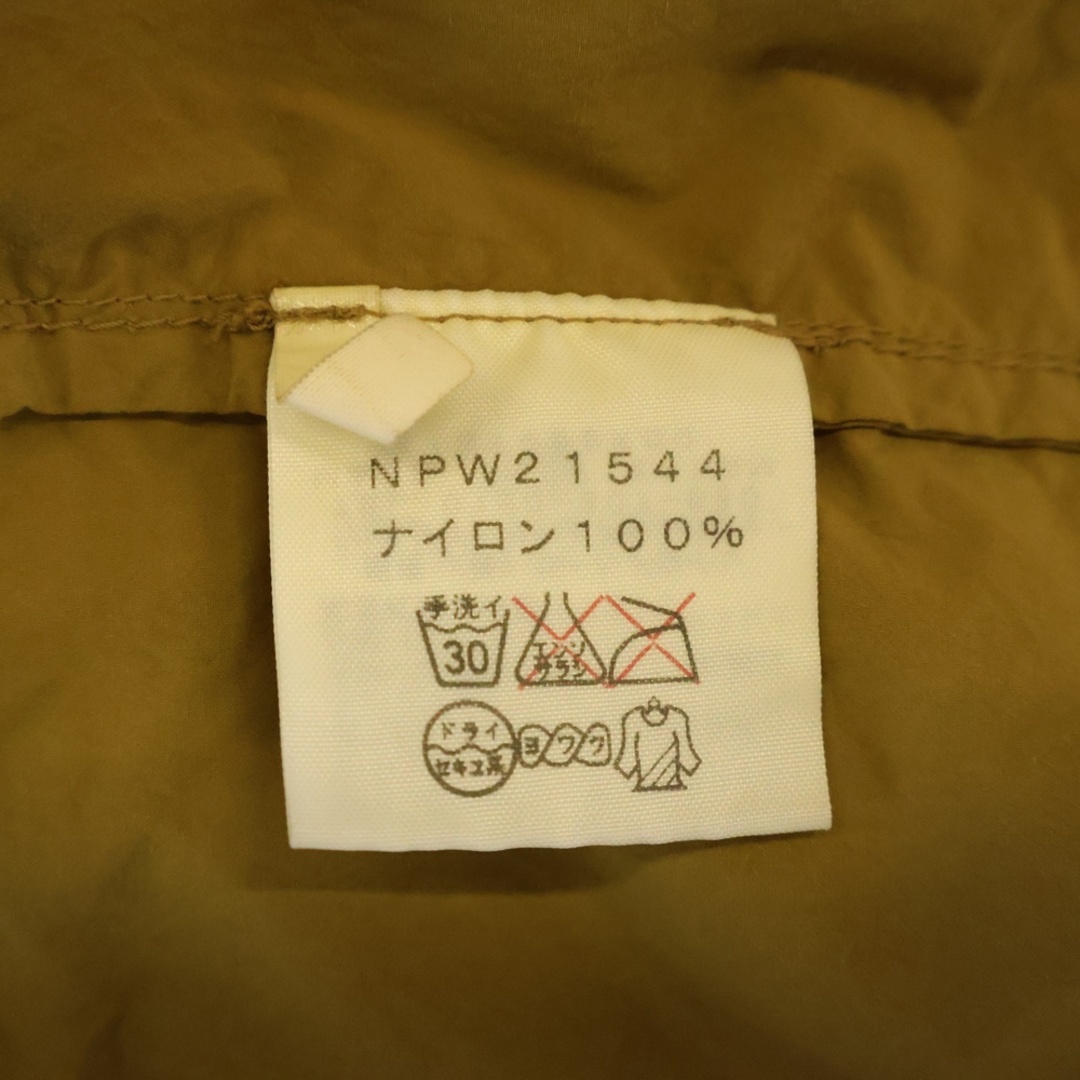 ＮＰＷ２１５４４
ナイロン１００％
手洗イ
30
エンソ
サラシ
ドライ
セキユ系
ヨワク